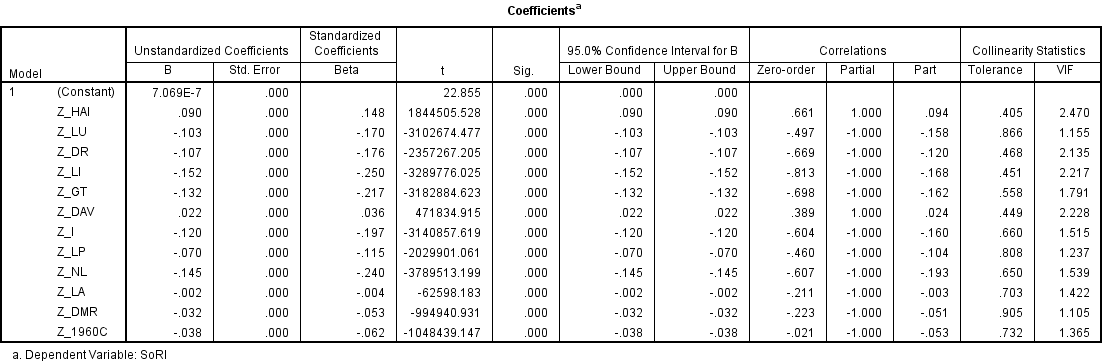 Coefficientsa
Model Unstandardized Coefficients Standardized Coefficients t Sig. 95.0% Confidence Interval for B Correlations Collinearity Statistics
B Std. Error Beta Lower Bound Upper Bound Zero-order Partial Part Tolerance VIF
1 (Constant) 7.069E-7 .000 22.855 .000 .000 .000
Z_HAI .090 .000 .148 1844505.528 .000 .090 .090 .661 1.000 .094 .405 2.470
Z_LU -.103 .000 -.170 -3102674.477 .000 -.103 -.103 -.497 -1.000 -.158 .866 1.155
Z_DR -.107 .000 -.176 -2357267.205 .000 -.107 -.107 -.669 -1.000 -.120 .468 2.135
Z_LI -.152 .000 -.250 -3289776.025 .000 -.152 -.152 -.813 -1.000 -.168 .451 2.217
Z_GT -.132 .000 -.217 -3182884.623 .000 -.132 -.132 -.698 -1.000 -.162 .558 1.791
Z_DAV .022 .000 .036 471834.915 .000 .022 .022 .389 1.000 .024 .449 2.228
Z_I -.120 .000 -.197 -3140857.619 .000 -.120 -.120 -.604 -1.000 -.160 .660 1.515
Z_LP -.070 .000 -.115 -2029901.061 .000 -.070 -.070 -.460 -1.000 -.104 .808 1.237
Z_NL -.145 .000 -.240 -3789513.199 .000 -.145 -.145 -.607 -1.000 -.193 .650 1.539
Z_LA -.002 .000 -.004 -62598.183 .000 -.002 -.002 -.211 -1.000 -.003 .703 1.422
Z_DMR -.032 .000 -.053 -994940.931 .000 -.032 -.032 -.223 -1.000 -.051 .905 1.105
Z_1960C -.038 .000 -.062 -1048439.147 .000 -.038 -.038 -.021 -1.000 -.053 .732 1.365
a. Dependent Variable: SoRI